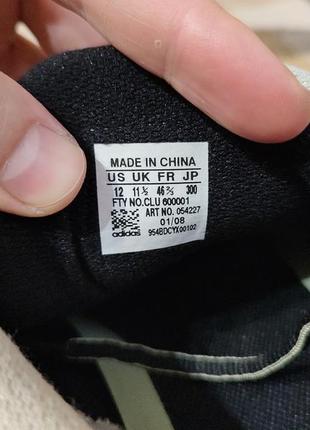 MADE IN CHINA
US UK FR JP
12 11½ 46⅔ 300
FTY NO.CLU 600001
ART NO. 054227
01/08
adidas 954BDCYX00102